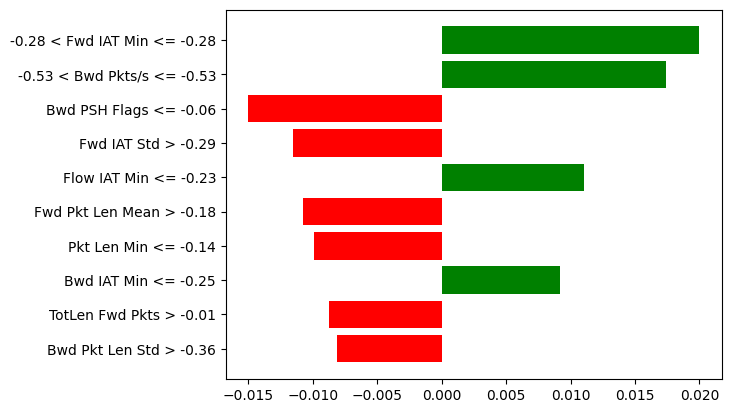 -0.28 < Fwd IAT Min <= -0.28
-0.53 < Bwd Pkts/s <= -0.53
Bwd PSH Flags <= -0.06
Fwd IAT Std > -0.29
Flow IAT Min <= -0.23
Fwd Pkt Len Mean > -0.18
Pkt Len Min <= -0.14
Bwd IAT Min <= -0.25
TotLen Fwd Pkts > -0.01
Bwd Pkt Len Std > -0.36
−0.015 −0.010 −0.005 0.000 0.005 0.010 0.015 0.020